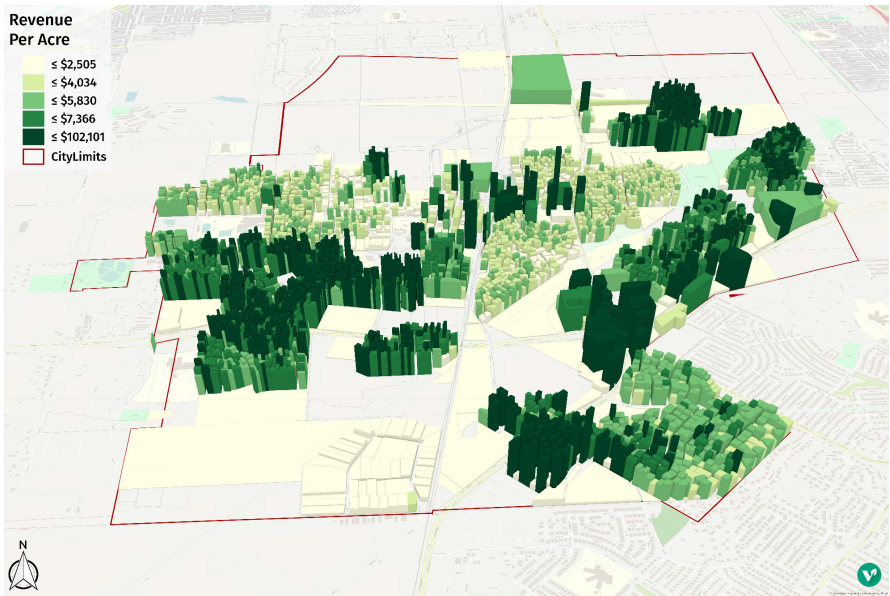 Revenue
Per Acre
≤ $2,505
≤ $4,034
≤ $5,830
≤ $7,366
≤ $102,101
CityLimits
N